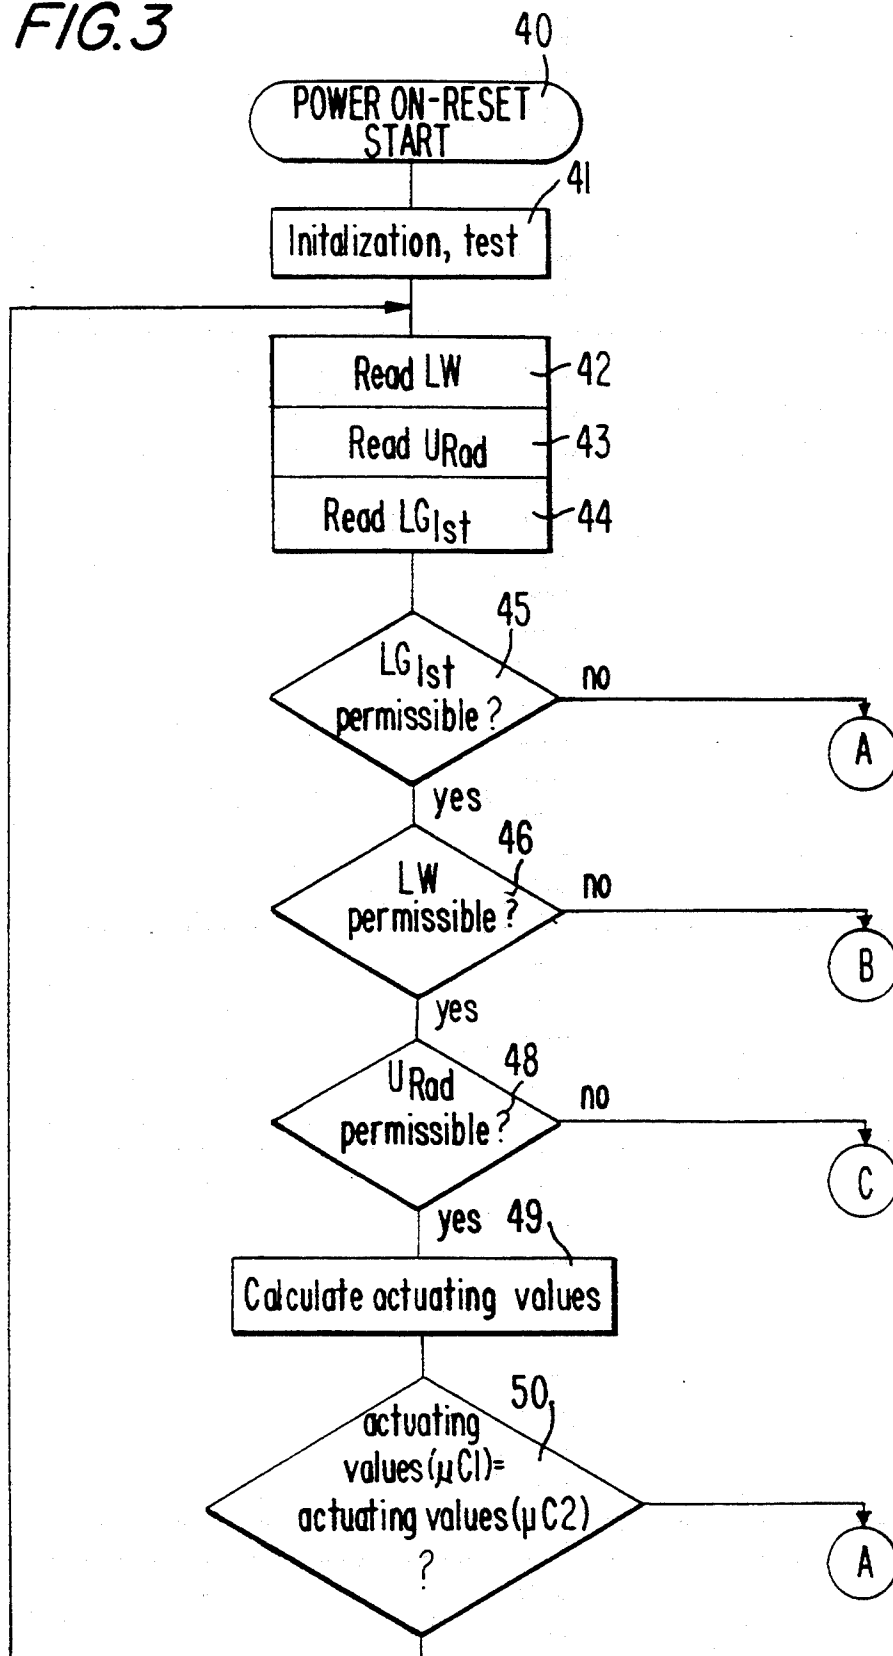 FIG.3
40
POWER ON-RESET
START
41
Initalization, test
Read LW
42
Read URad
43
Read LGIst
44
45
LGIst
permissible?
no
A
yes
46
LW
permissible?
no
B
yes
48
URad
permissible?
no
C
yes
49
Calculate actuating values
50
actuating
values(µC1)=
actuating values(µC2)
?
A